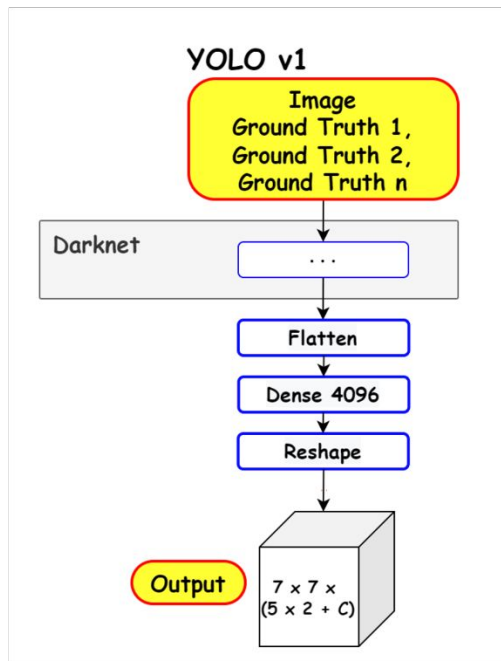 YOLO v1
Image
Ground Truth 1,
Ground Truth 2,
Ground Truth n
Darknet
...
Flatten
Dense 4096
Reshape
Output
7 x 7 x
(5 x 2 + C)